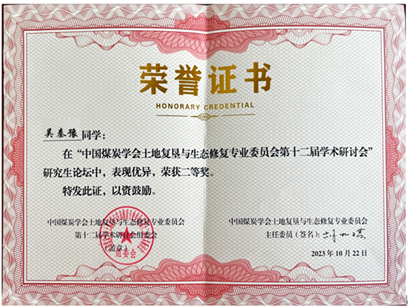 荣誉证书
HONORARY CREDENTIAL
吴春臻同学：
在“中国煤炭学会土地复垦与生态修复专业委员会第十二届学术研讨会”
研究生论坛中，表现优异，荣获二等奖。
特发此证，以资鼓励。
中国煤炭学会土地复垦与生态修复专业委员会
第十二届学术研讨会组委会
（盖章）
组委会
中国煤炭学会土地复垦与生态修复专业委员会
主任委员（签名）：
2023年10月22日